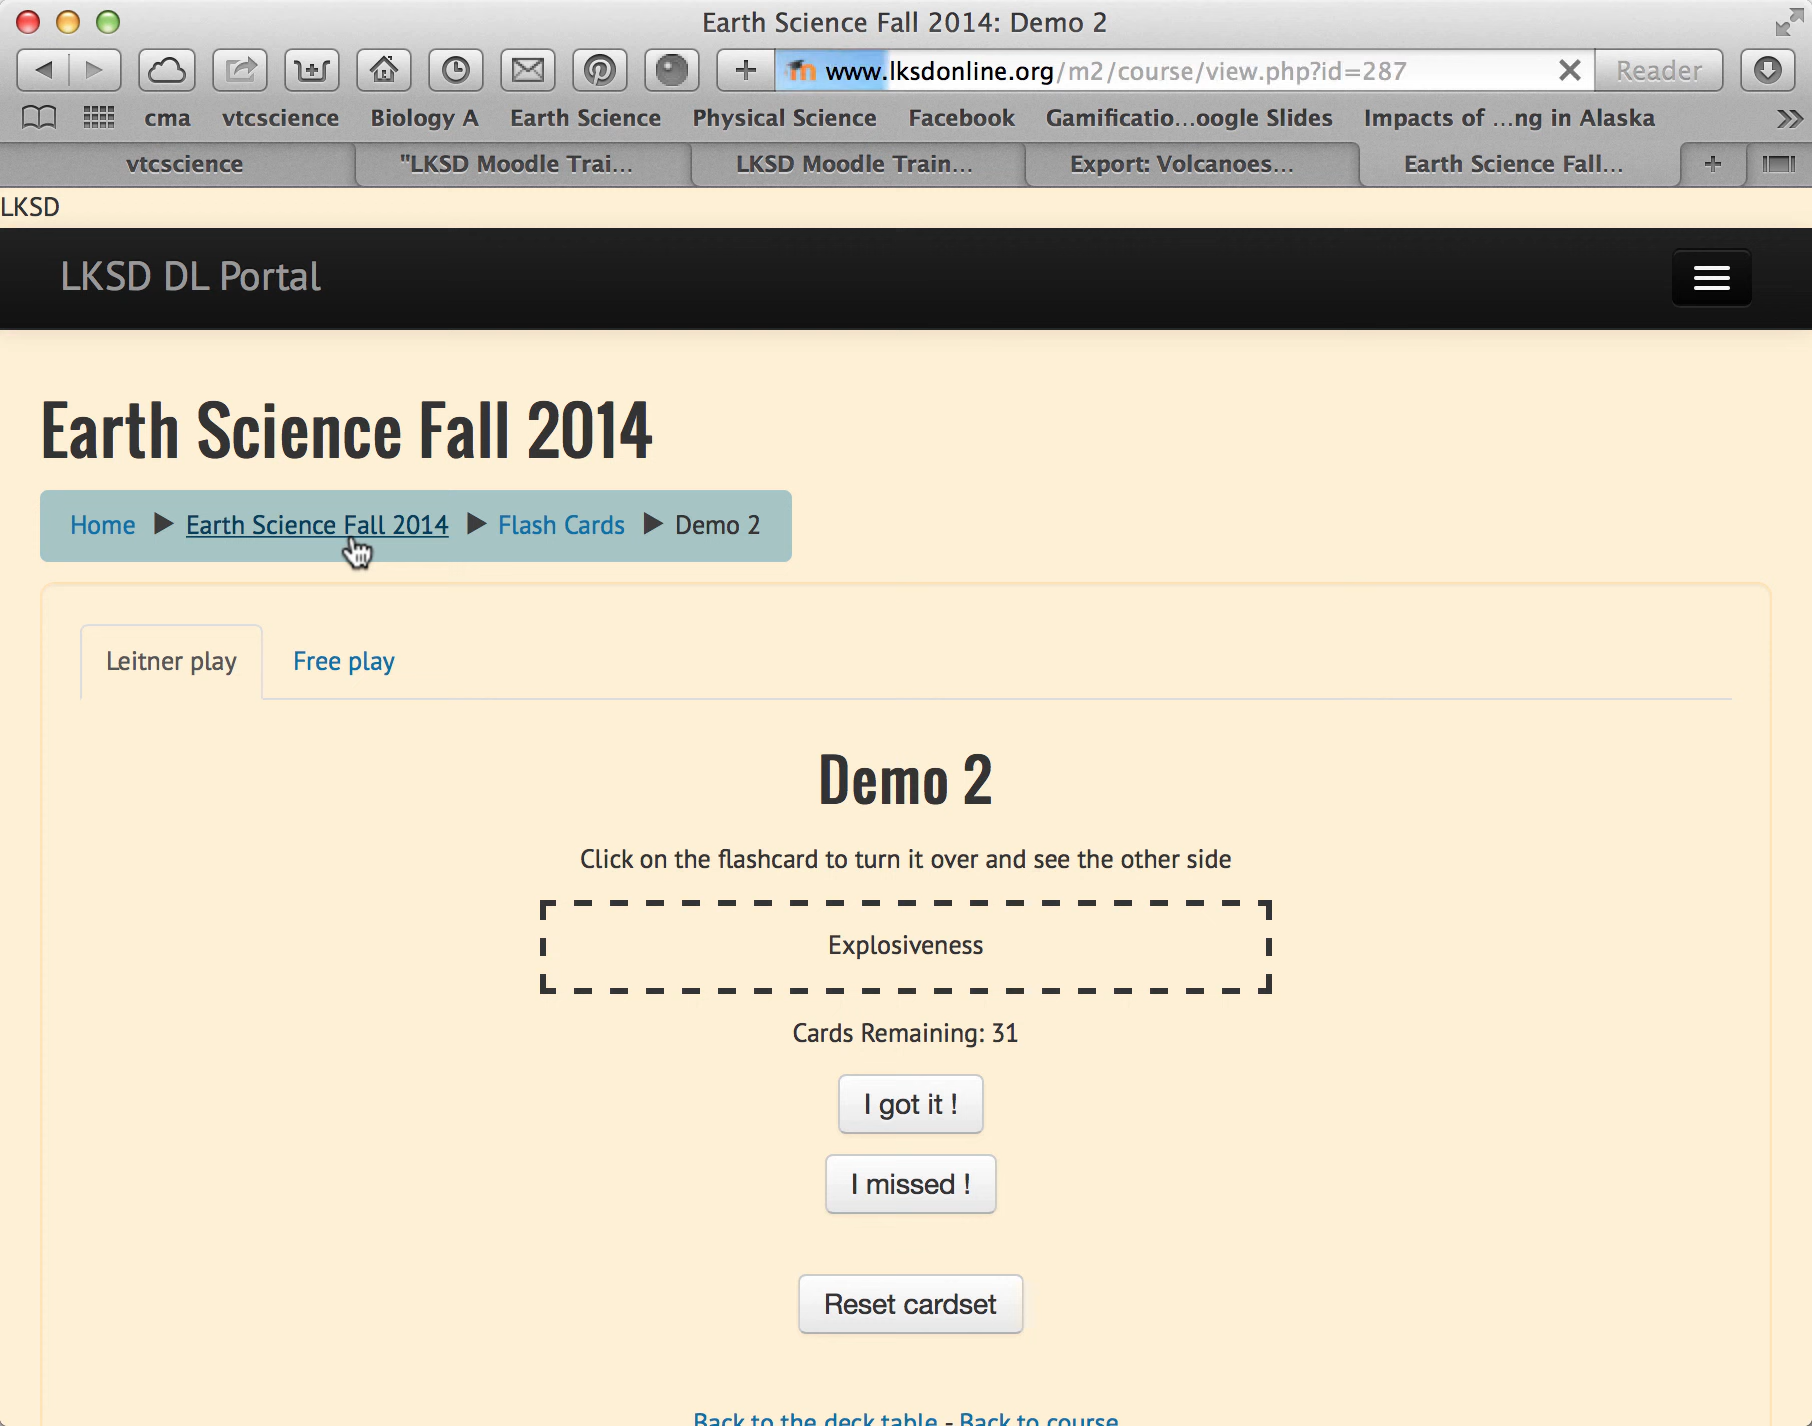 Earth Science Fall 2014: Demo 2
www.lksdonline.org/m2/course/view.php?id=287
Reader
cma vtcscience Biology A Earth Science Physical Science Facebook Gamificatio...oogle Slides Impacts of ...ng in Alaska
vtcscience "LKSD Moodle Trai... LKSD Moodle Train... Export: Volcanoes... Earth Science Fall...
LKSD
LKSD DL Portal
Earth Science Fall 2014
Home ▶ Earth Science Fall 2014 ▶ Flash Cards ▶ Demo 2
Leitner play Free play
Demo 2
Click on the flashcard to turn it over and see the other side
Explosiveness
Cards Remaining: 31
I got it !
I missed !
Reset cardset
Back to the deck table - Back to course